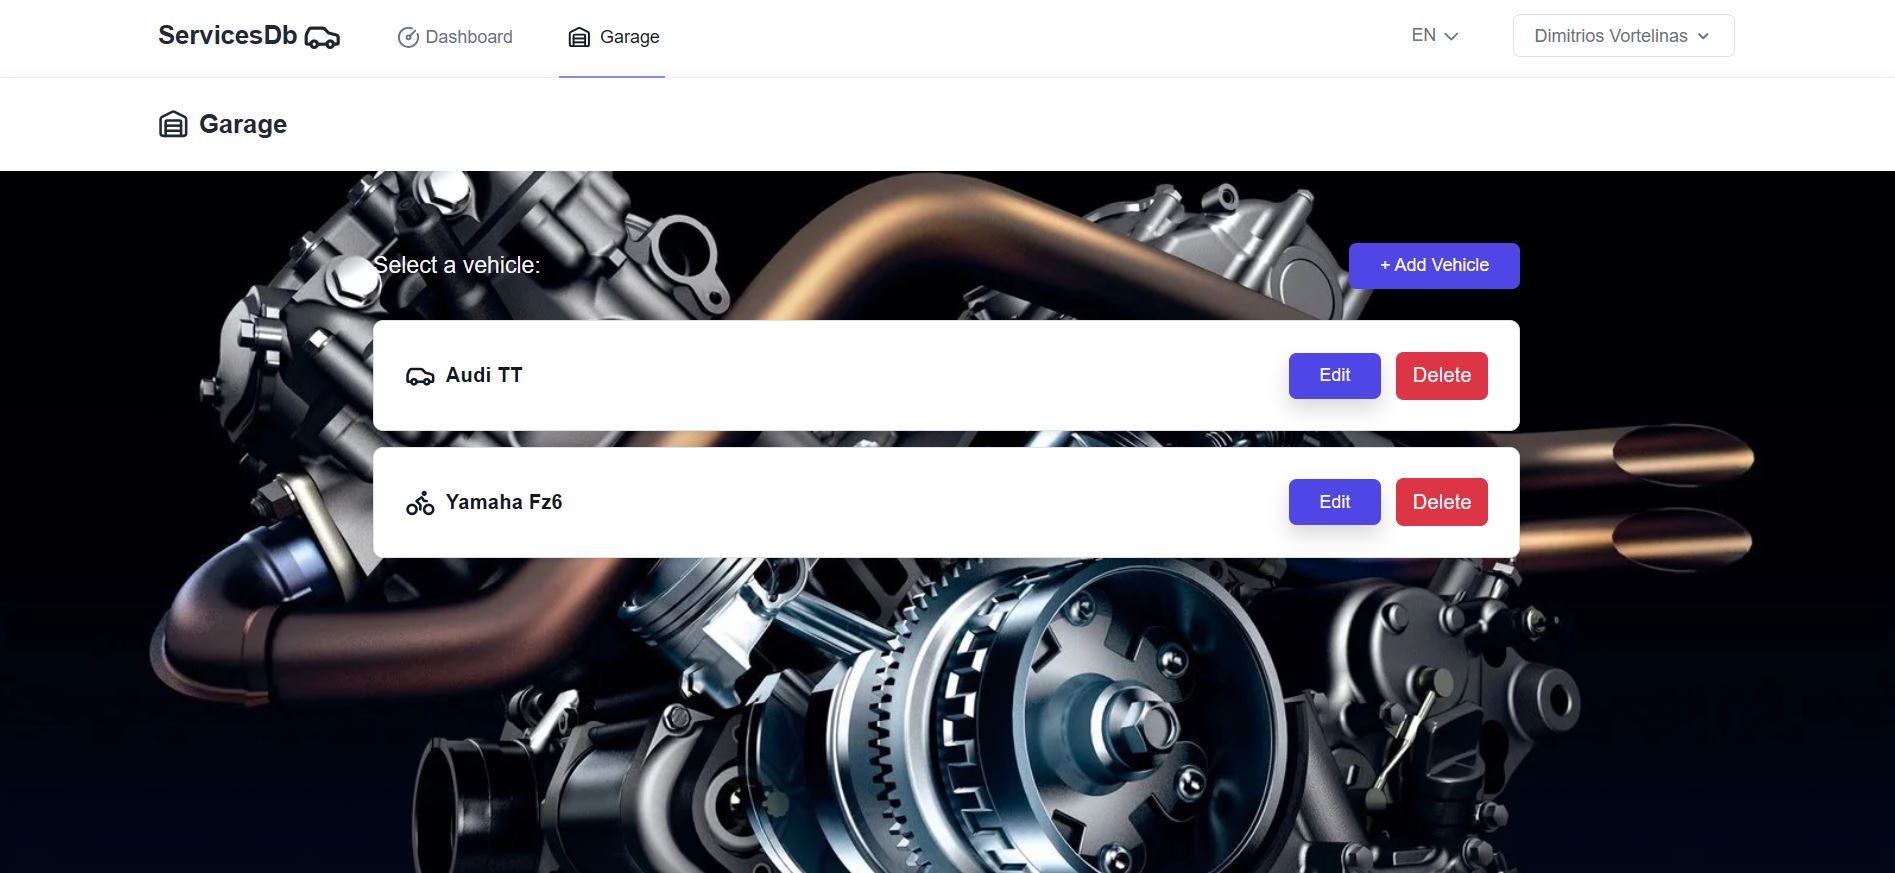 ServicesDb
Dashboard
Garage
EN
Dimitrios Vortelinas
Garage
Select a vehicle:
+ Add Vehicle
Audi TT
Edit
Delete
Yamaha Fz6
Edit
Delete